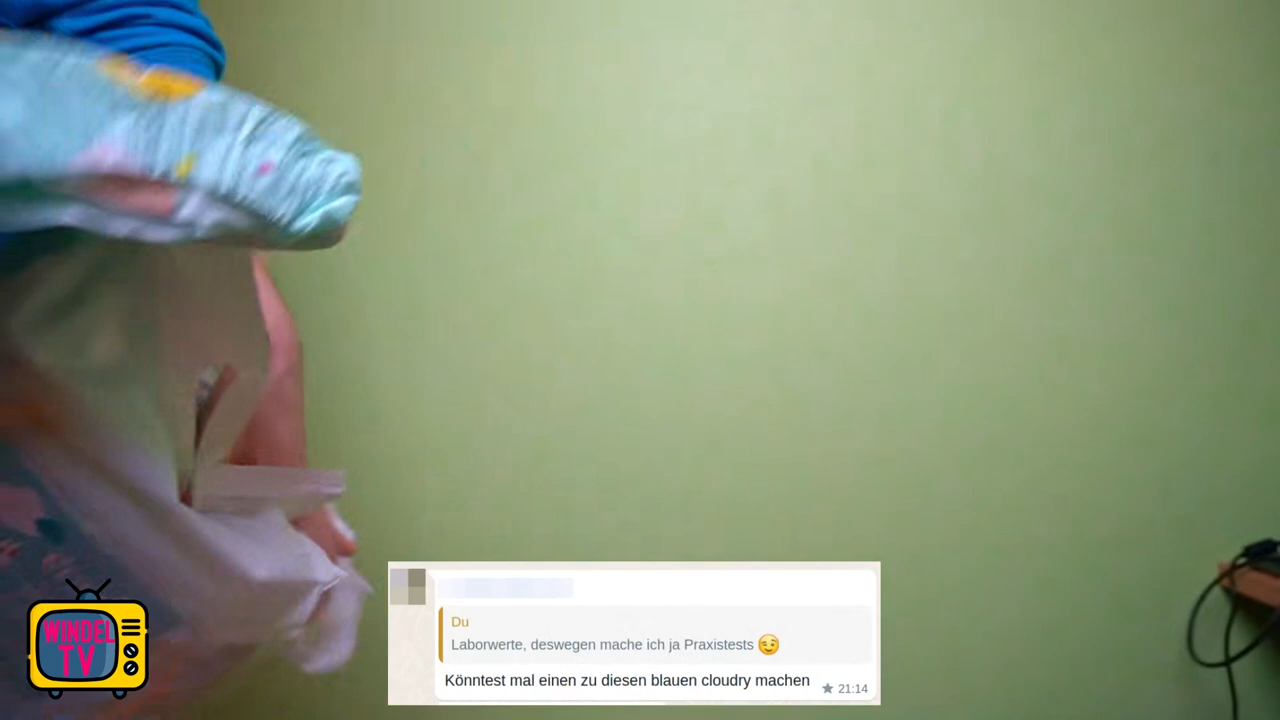 Du
Laborwerte, deswegen mache ich ja Praxistests 😉
Könntest mal einen zu diesen blauen cloudry machen
21:14
WINDEL
TV